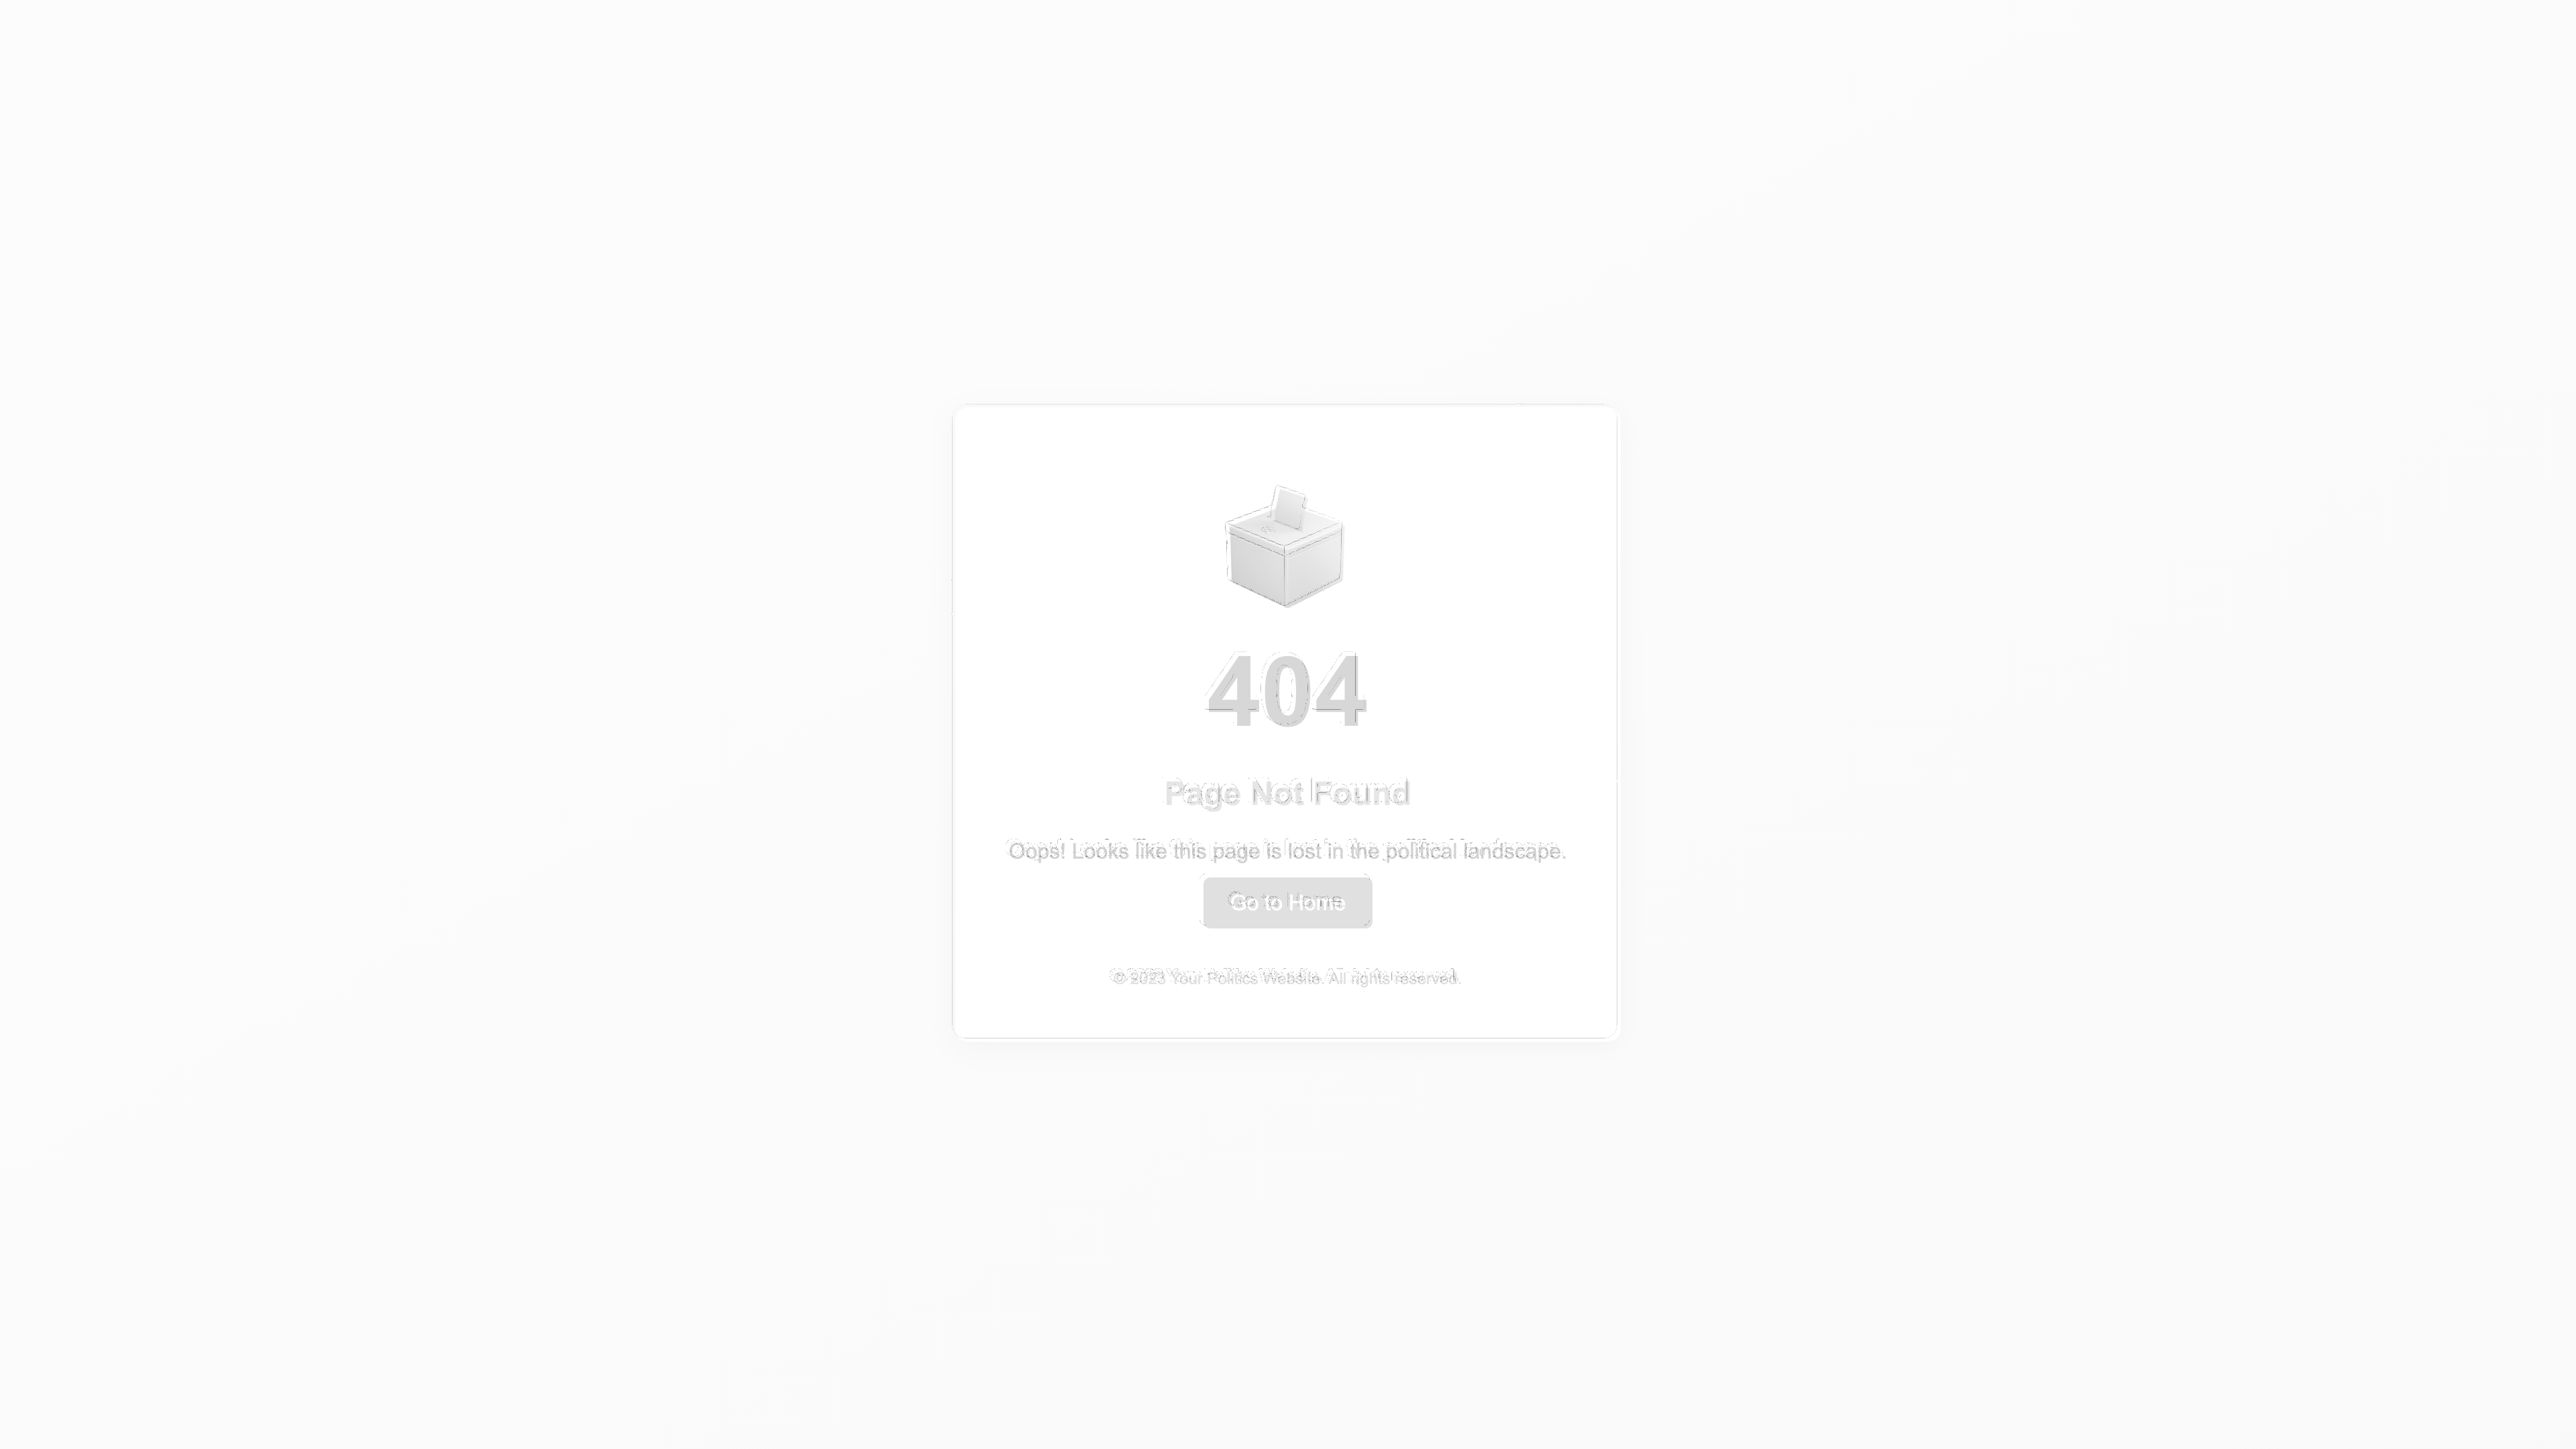 404
Page Not Found
Oops! Looks like this page is lost in the political landscape.
Go to Home
© 2023 Your Politics Website. All rights reserved.